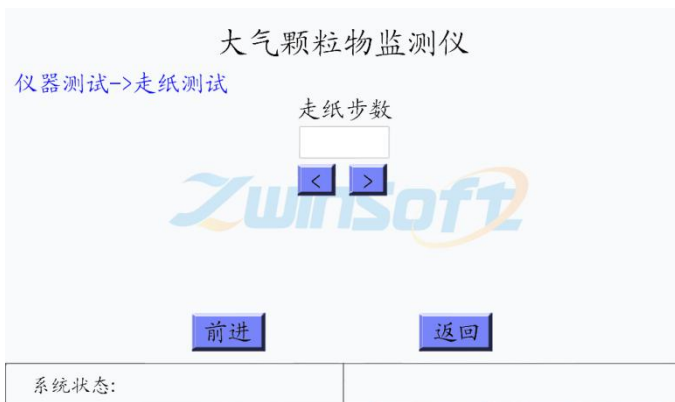 大气颗粒物监测仪
仪器测试->走纸测试
走纸步数
< >
Zwinsoft
前进 返回
系统状态: